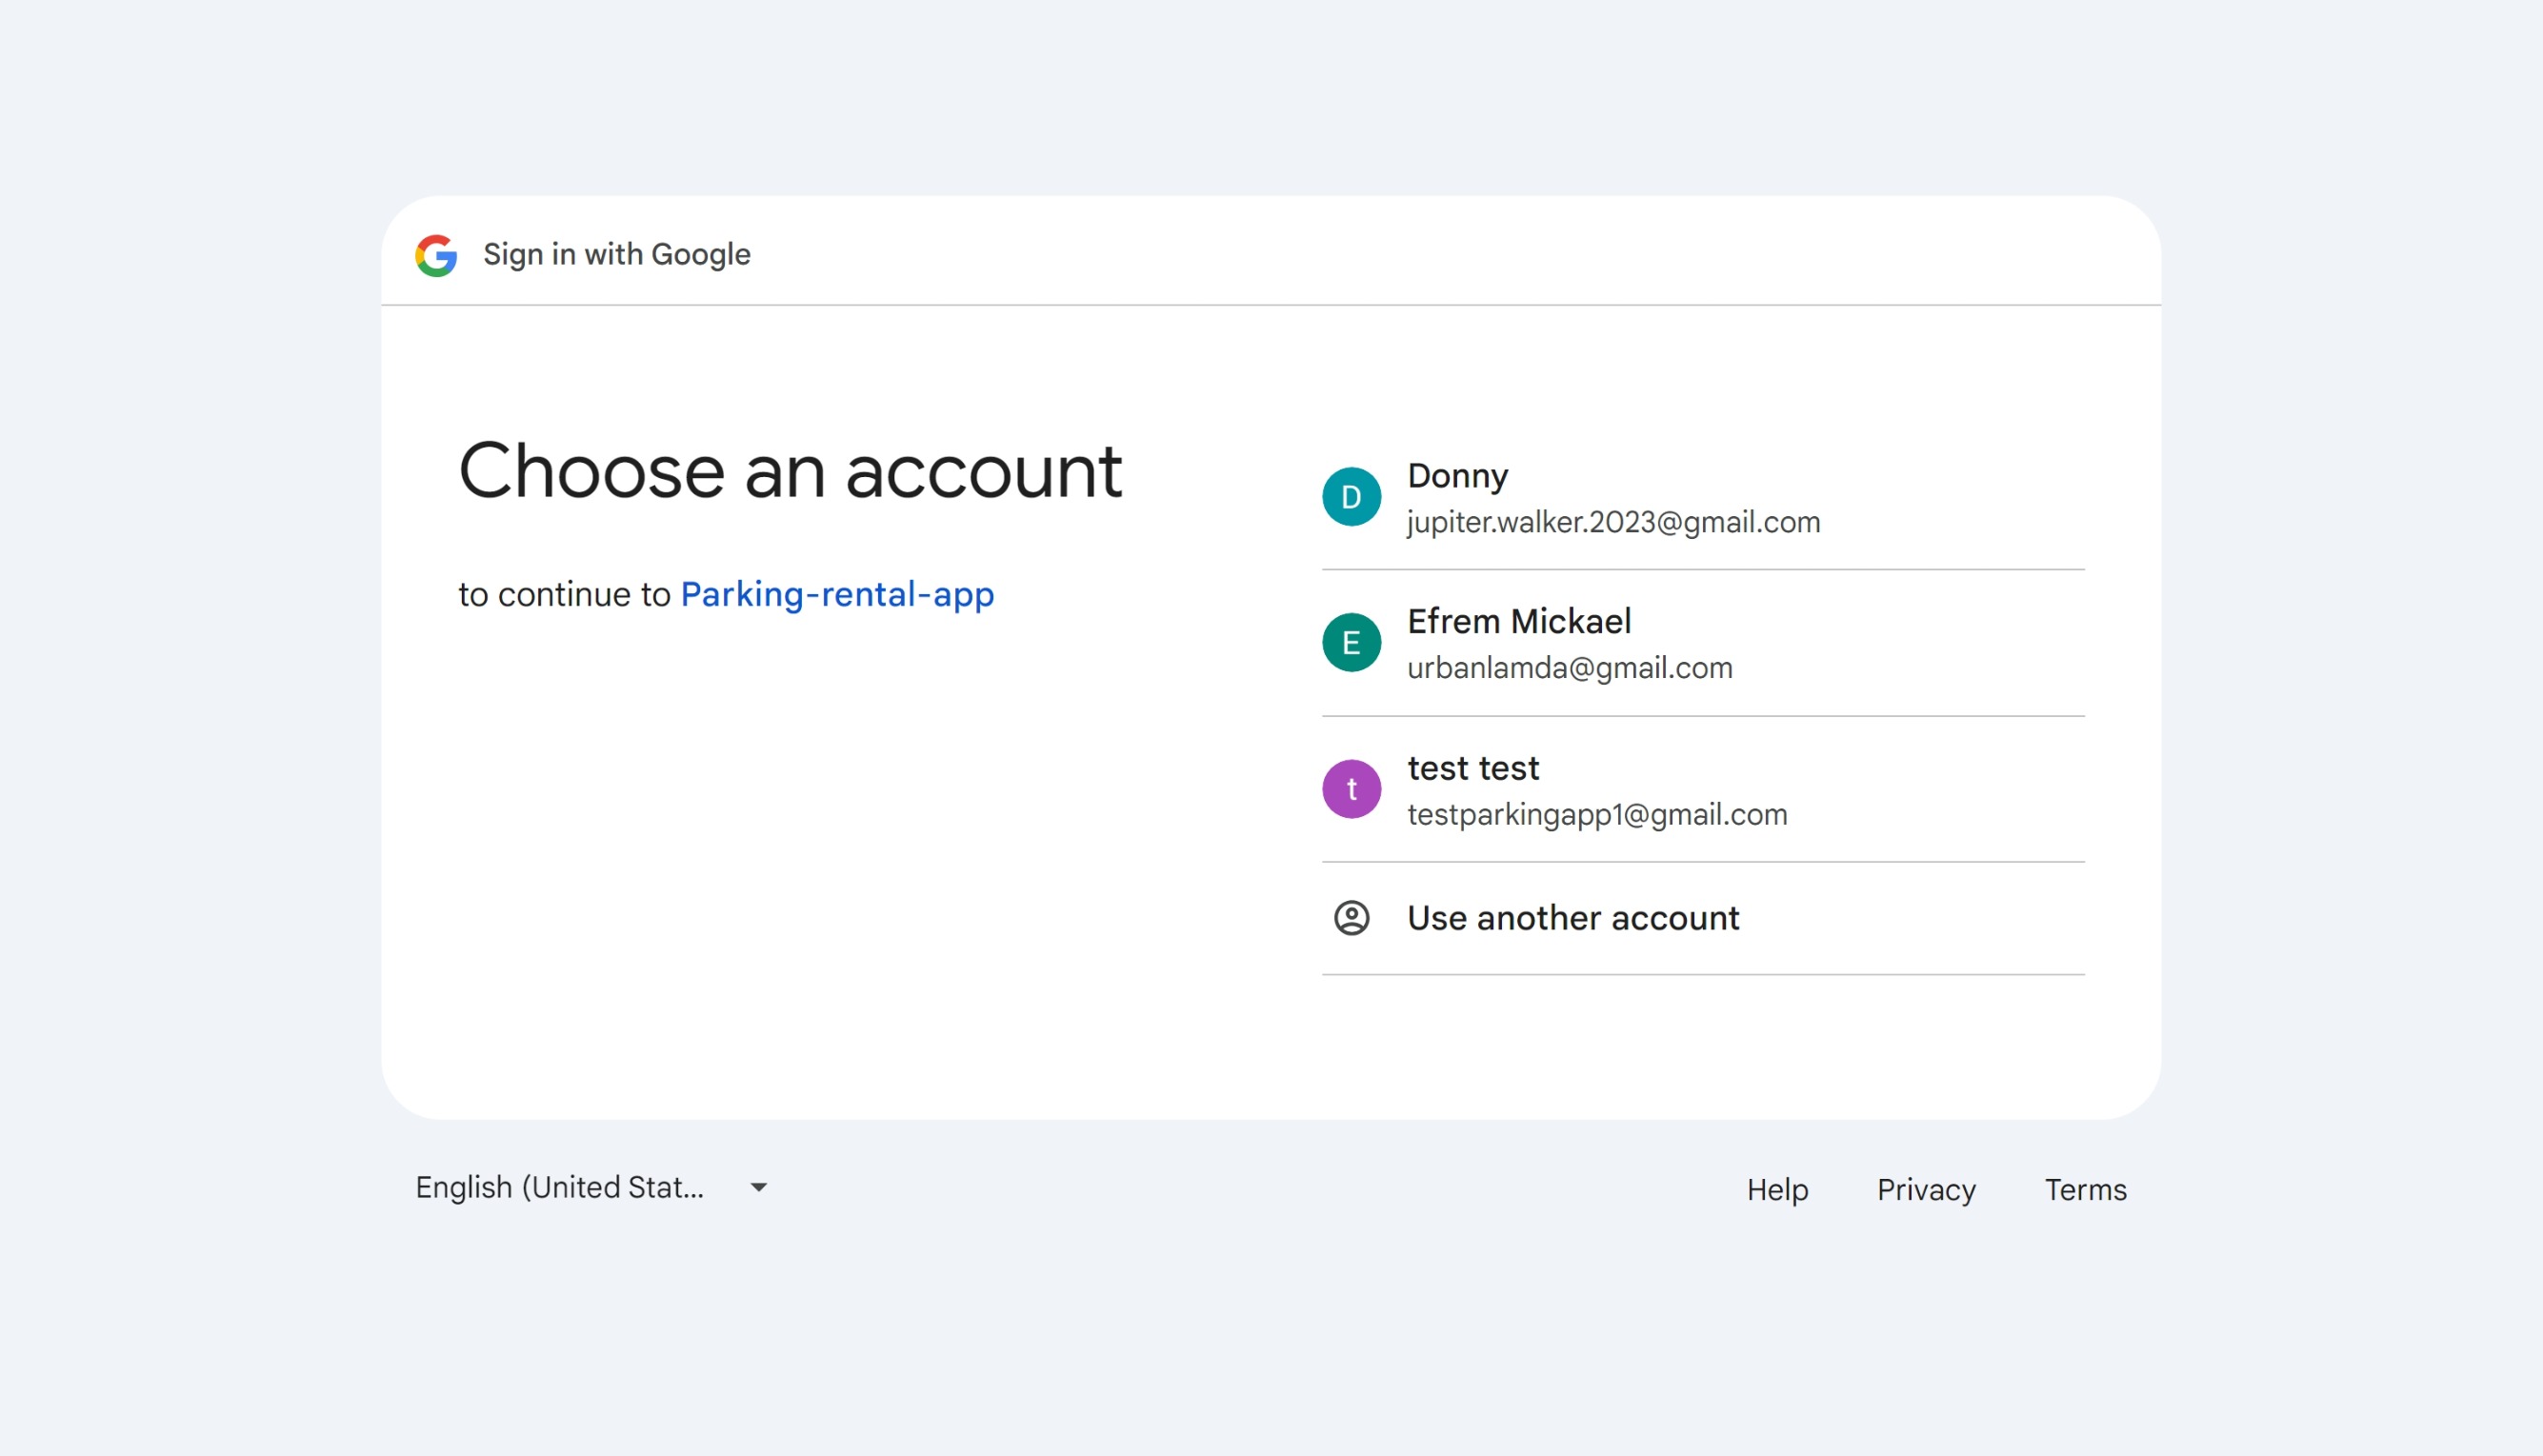 Sign in with Google
Choose an account
to continue to Parking-rental-app
D
Donny
jupiter.walker.2023@gmail.com
E
Efrem Mickael
urbanlamda@gmail.com
t
test test
testparkingapp1@gmail.com
Use another account
English (United Stat...
Help Privacy Terms